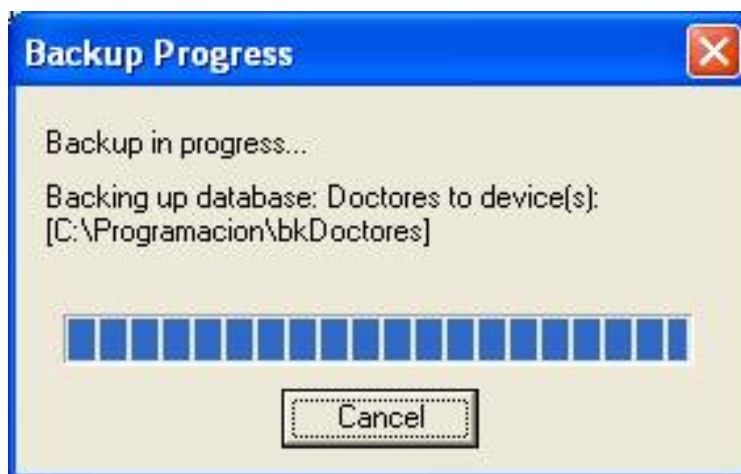 Backup Progress
Backup in progress...
Backing up database: Doctores to device(s):
[C:\Programacion\bkDoctores]
Cancel